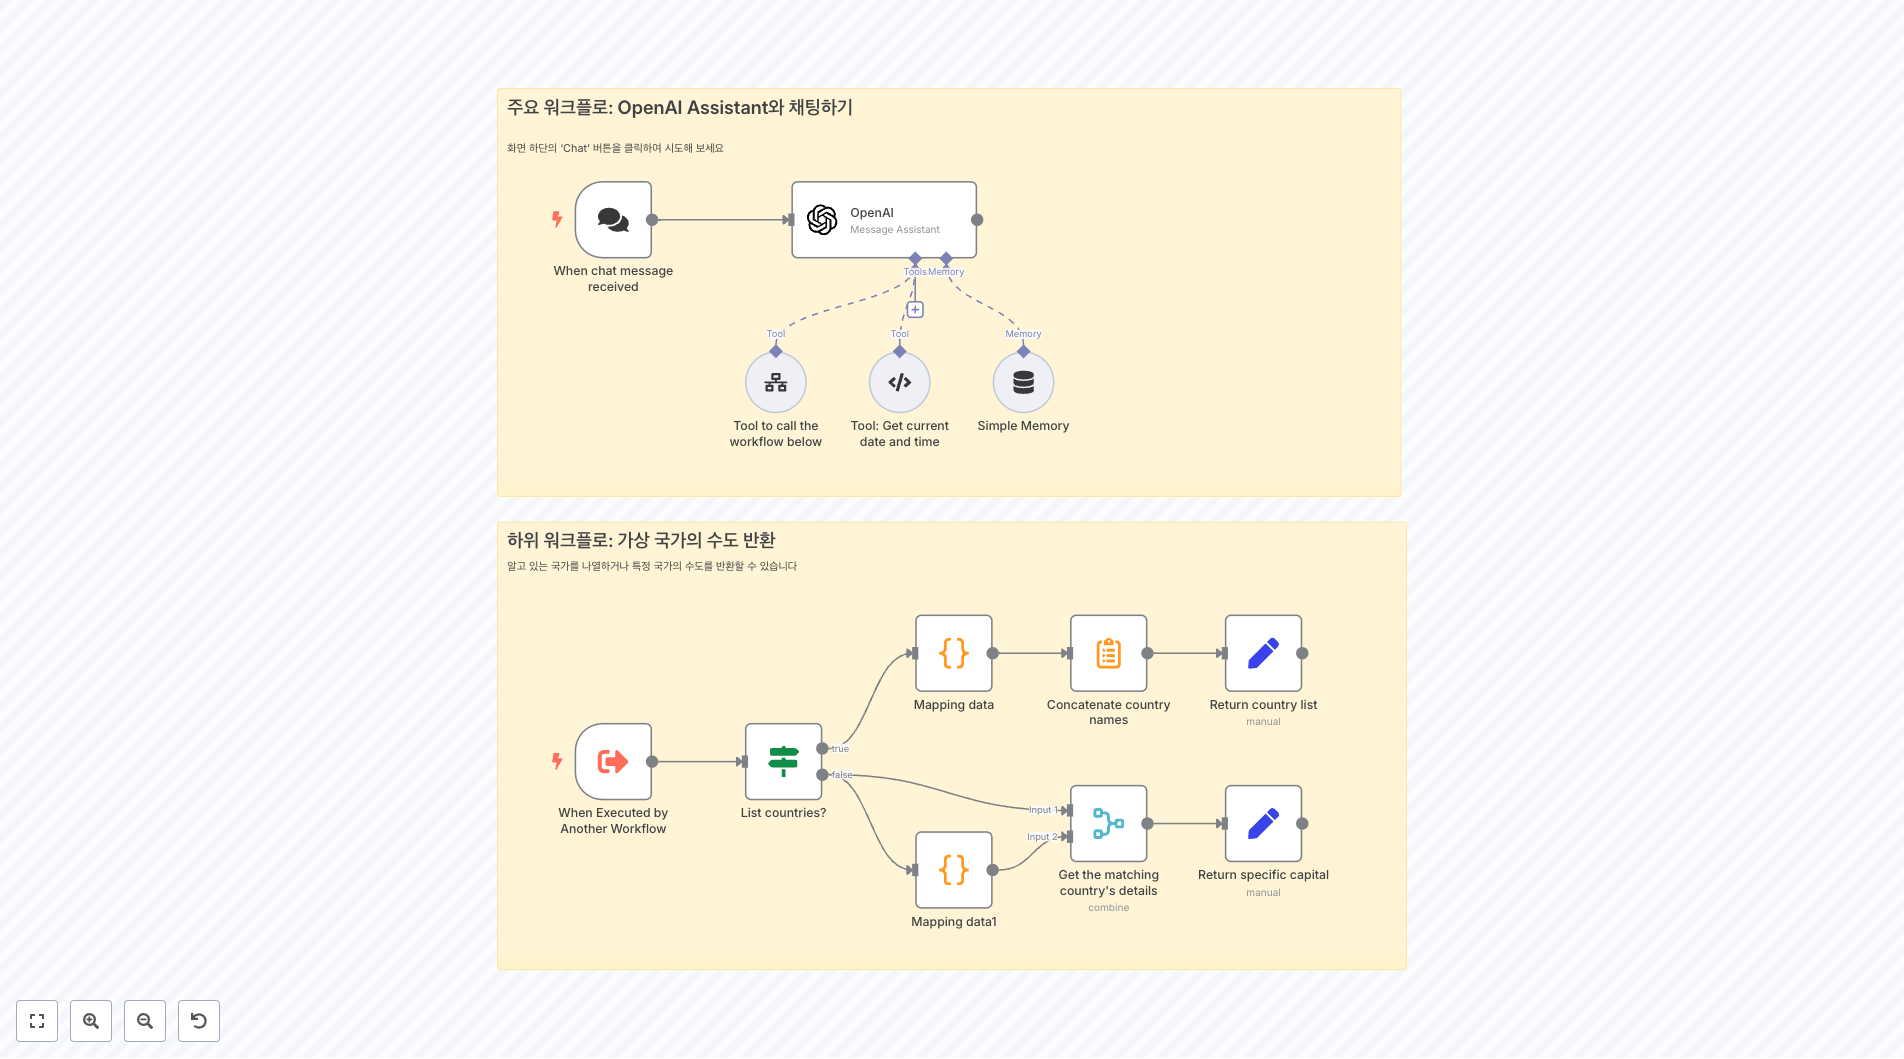 주요 워크플로: OpenAI Assistant와 채팅하기
화면 하단의 ‘Chat’ 버튼을 클릭하여 시도해 보세요
OpenAI
Message Assistant
When chat message
received
Tools
Memory
Tool
Tool
Memory
Tool to call the
workflow below
Tool: Get current
date and time
Simple Memory
하위 워크플로: 가상 국가의 수도 반환
알고 있는 국가를 나열하거나 특정 국가의 수도를 반환할 수 있습니다
Mapping data
Concatenate country
names
Return country list
manual
true
false
When Executed by
Another Workflow
List countries?
Input 1
Input 2
Get the matching
country's details
combine
Return specific capital
manual
Mapping data1